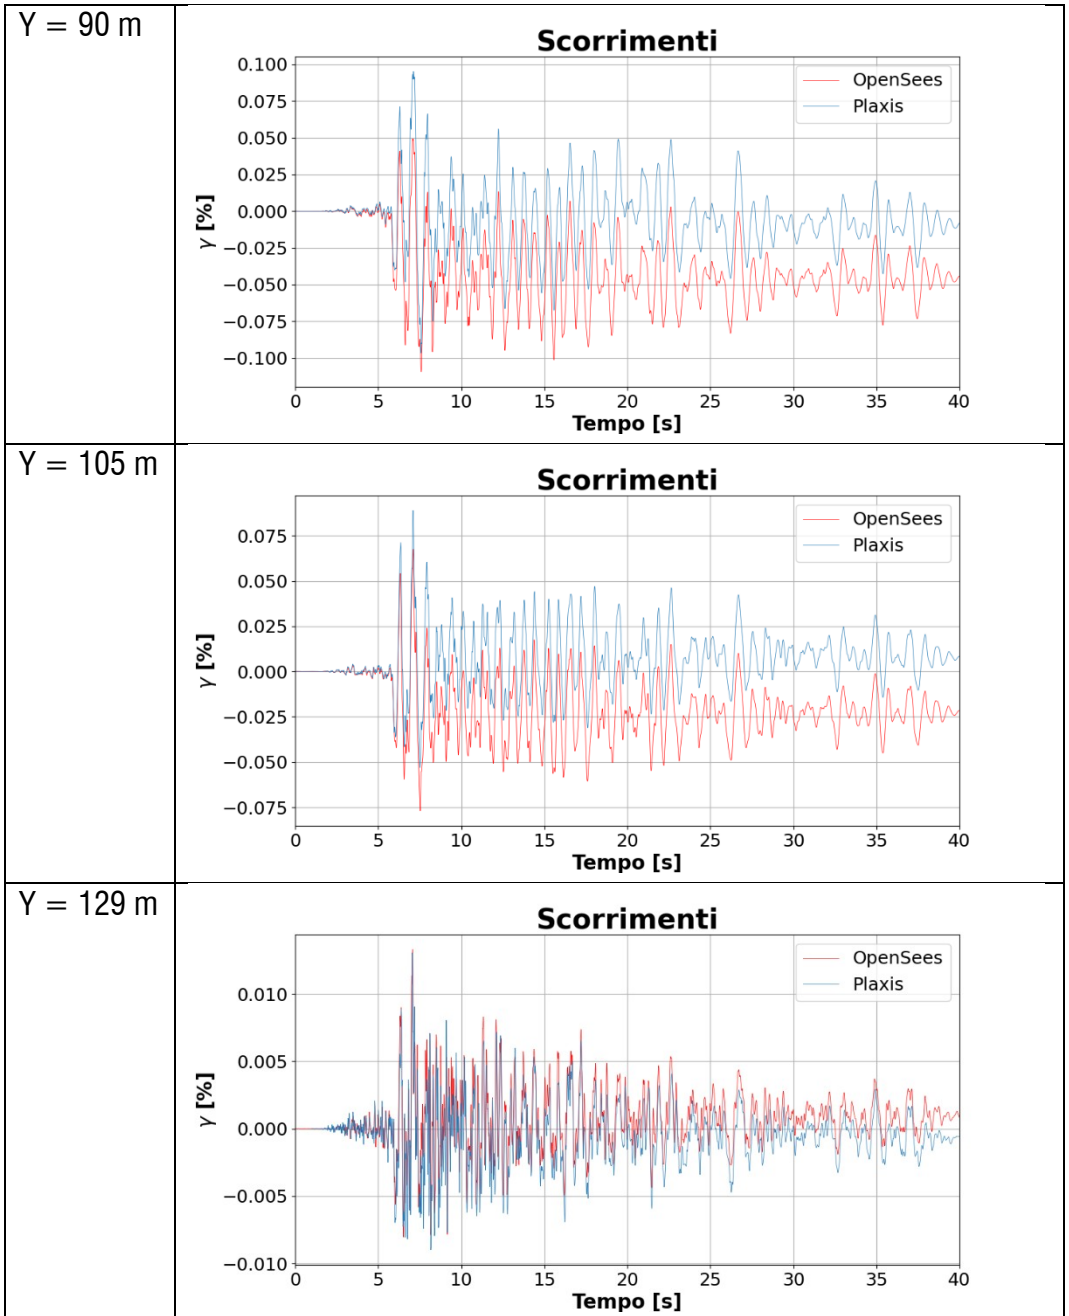 Y = 90 m
Scorrimenti
OpenSees
Plaxis
γ [%]
0.100
0.075
0.050
0.025
0.000
−0.025
−0.050
−0.075
−0.100
0 5 10 15 20 25 30 35 40
Tempo [s]
Y = 105 m
Scorrimenti
OpenSees
Plaxis
γ [%]
0.075
0.050
0.025
0.000
−0.025
−0.050
−0.075
0 5 10 15 20 25 30 35 40
Tempo [s]
Y = 129 m
Scorrimenti
OpenSees
Plaxis
γ [%]
0.010
0.005
0.000
−0.005
−0.010
0 5 10 15 20 25 30 35 40
Tempo [s]